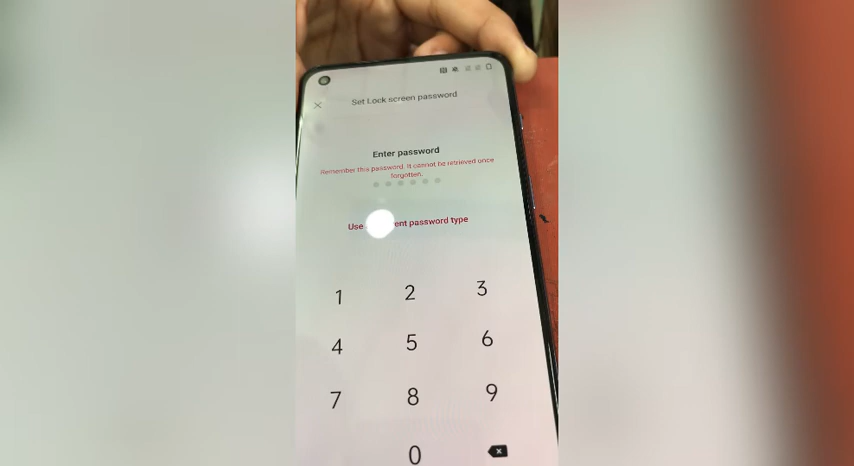 Set Lock screen password
Enter password
Remember this password. It cannot be retrieved once
forgotten.
Use ent password type
1 2 3
4 5 6
7 8 9
0